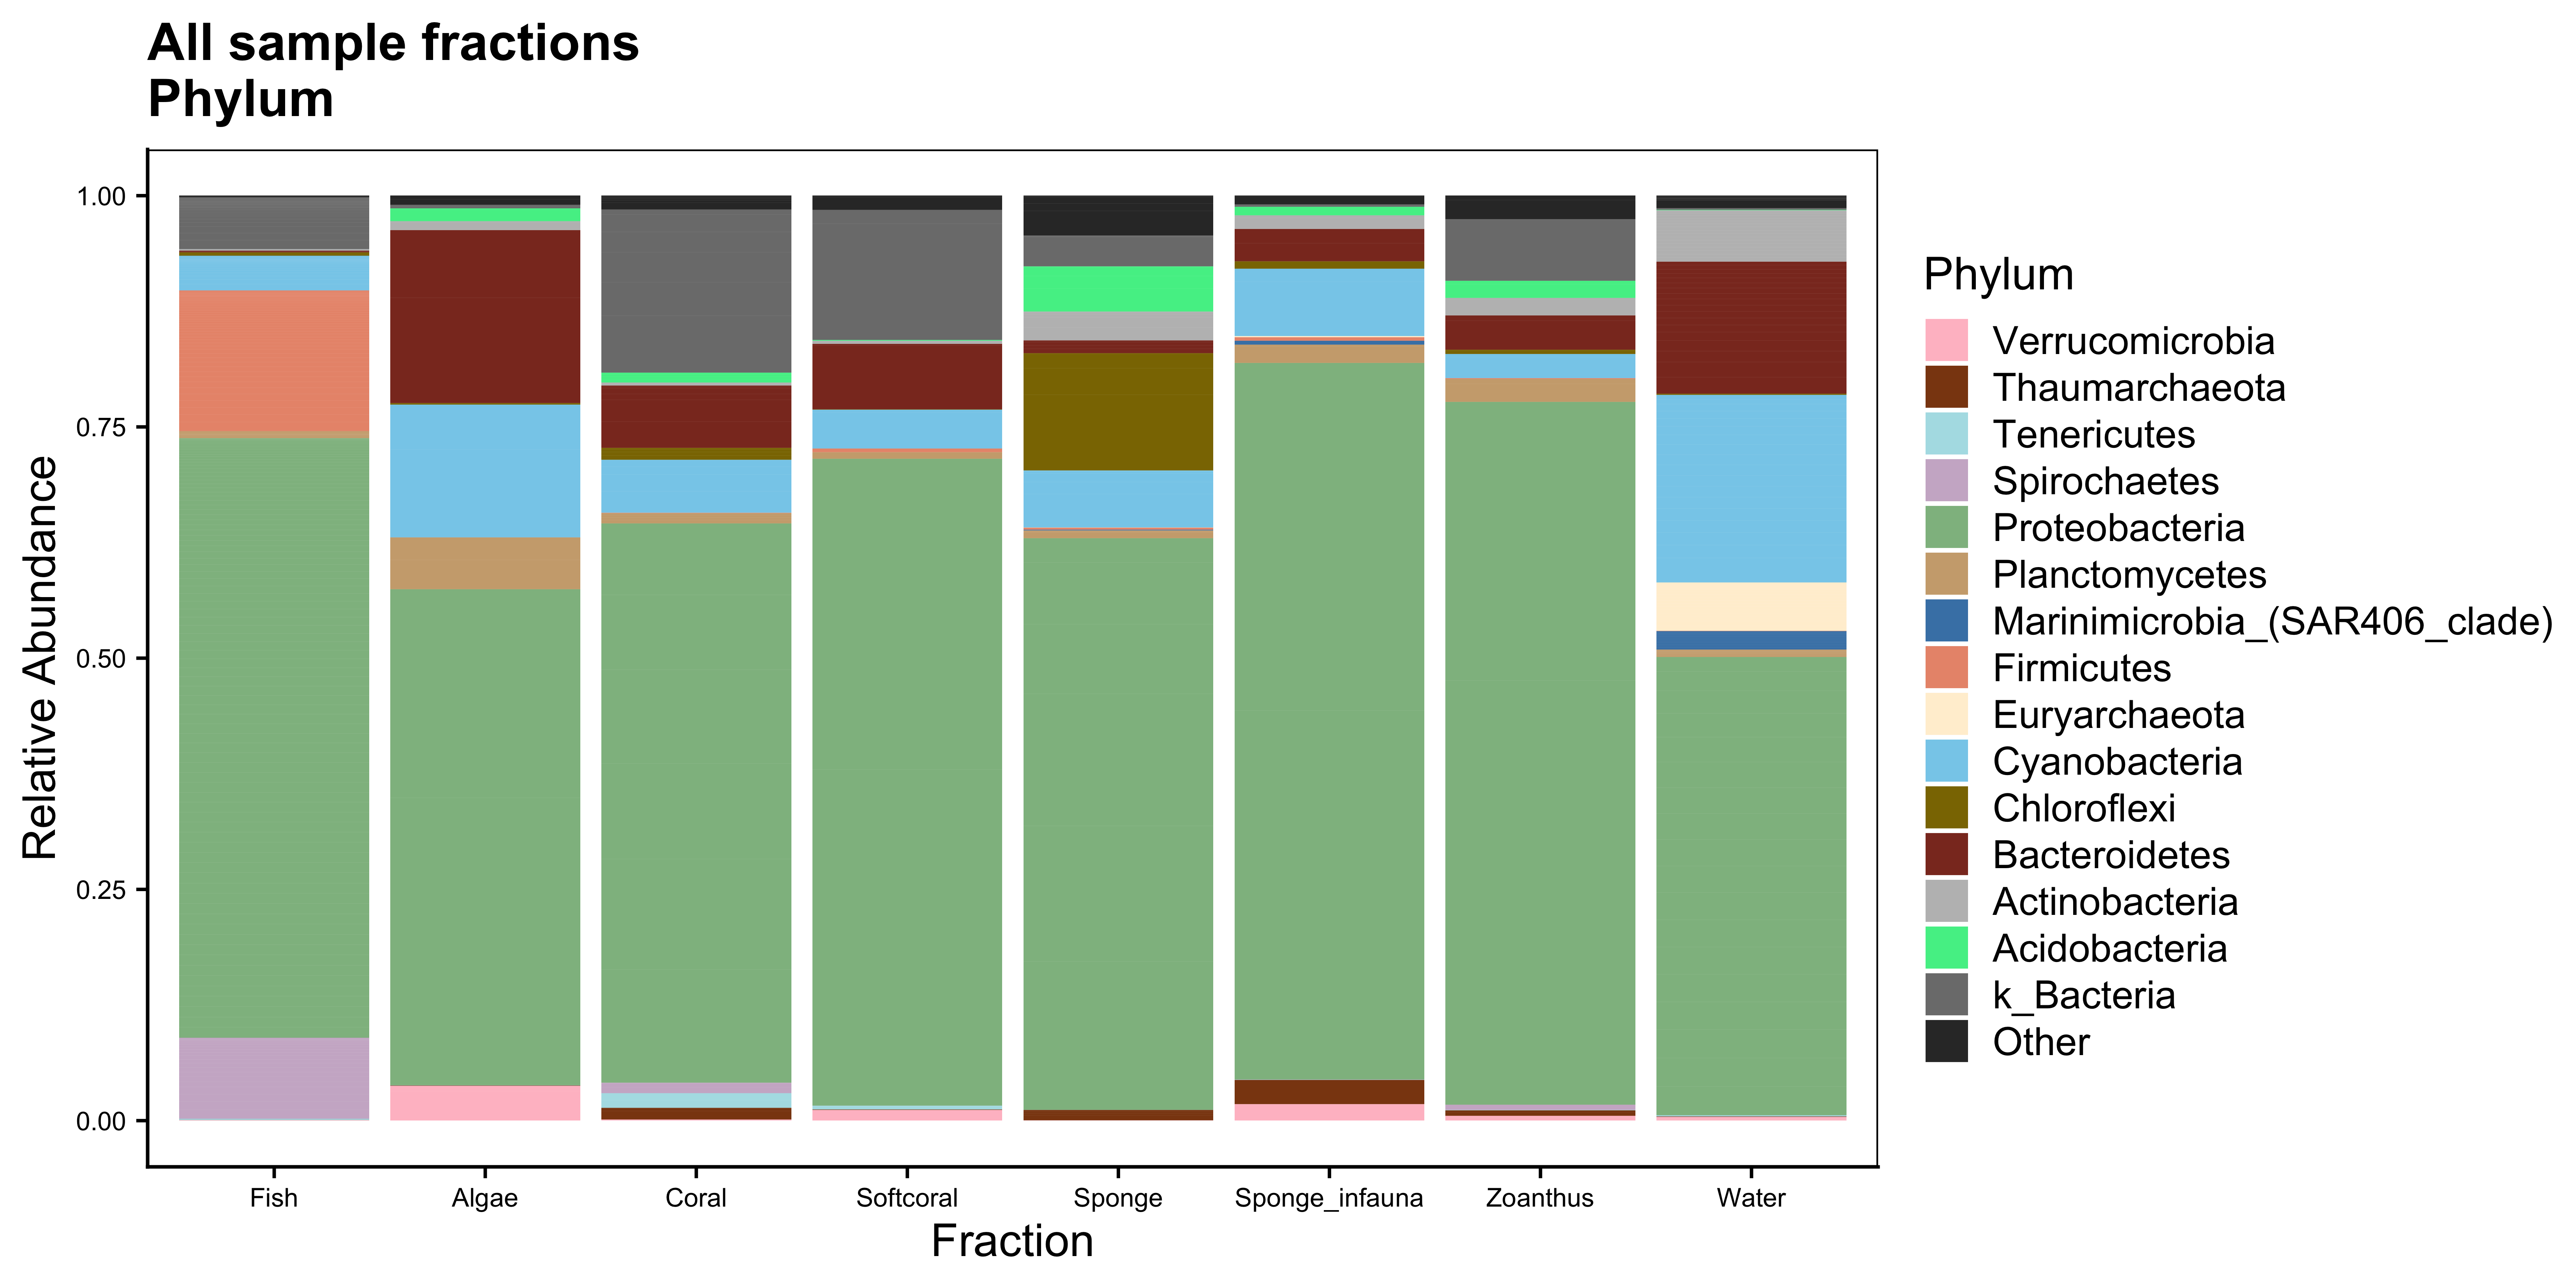 All sample fractions
Phylum
Relative Abundance
1.00
0.75
0.50
0.25
0.00
Fish
Algae
Coral
Softcoral
Sponge
Sponge_infauna
Zoanthus
Water
Fraction
Phylum
Verrucomicrobia
Thaumarchaeota
Tenericutes
Spirochaetes
Proteobacteria
Planctomycetes
Marinimicrobia_(SAR406_clade)
Firmicutes
Euryarchaeota
Cyanobacteria
Chloroflexi
Bacteroidetes
Actinobacteria
Acidobacteria
k_Bacteria
Other